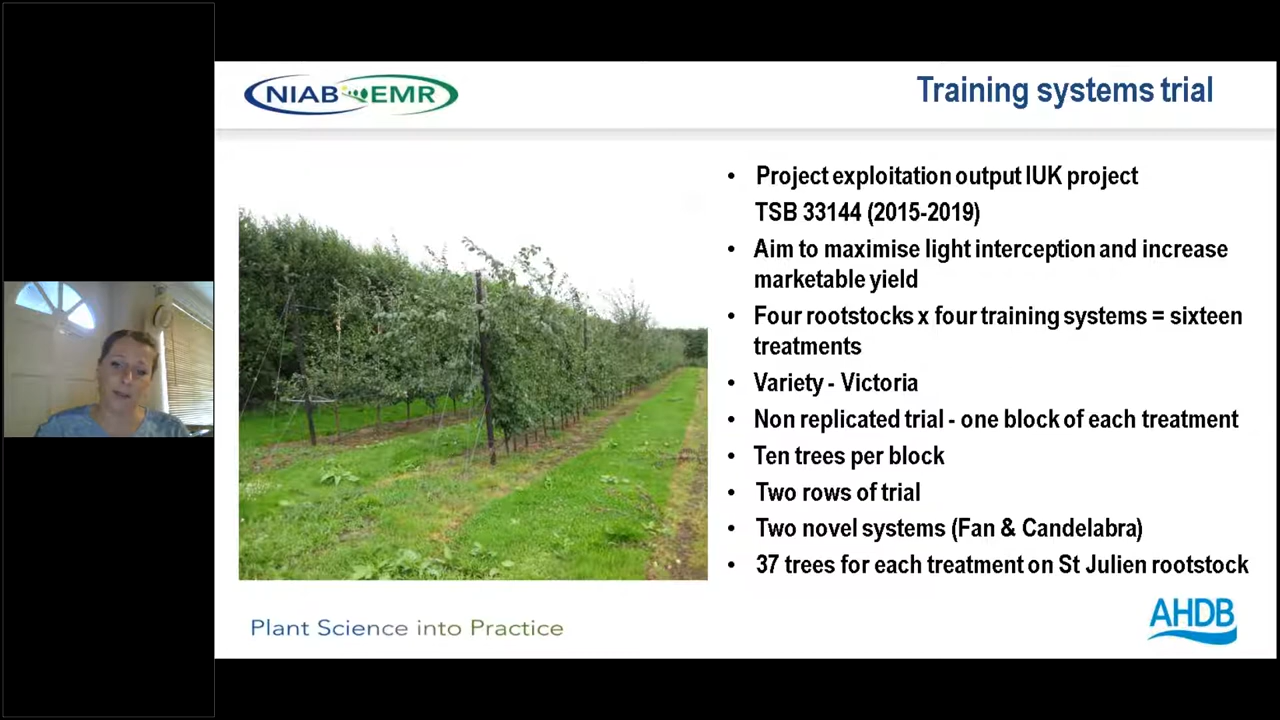 NIAB EMR
Training systems trial
• Project exploitation output IUK project
TSB 33144 (2015-2019)
• Aim to maximise light interception and increase
marketable yield
• Four rootstocks x four training systems = sixteen
treatments
• Variety - Victoria
• Non replicated trial - one block of each treatment
• Ten trees per block
• Two rows of trial
• Two novel systems (Fan & Candelabra)
• 37 trees for each treatment on St Julien rootstock
Plant Science into Practice
AHDB